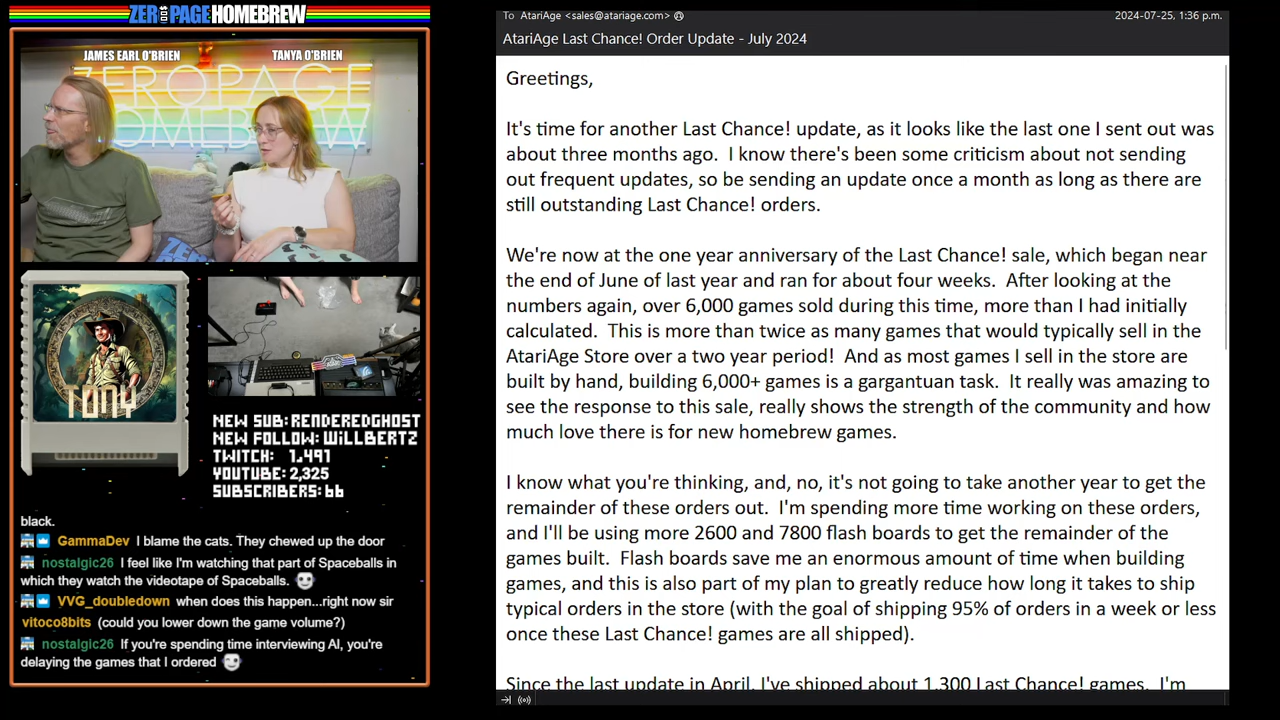 ZEROPAGE HOMEBREW
JAMES EARL O'BRIEN
TANYA O'BRIEN
ZEROPAGE
HOMEBREW
TONY
NEW SUB: RENDEREDGHOST
NEW FOLLOW: WILLBERTZ
TWITCH: 1,491
YOUTUBE: 2,325
SUBSCRIBERS: 66
black.
GammaDev I blame the cats. They chewed up the door
nostalgic26 I feel like I'm watching that part of Spaceballs in
which they watch the videotape of Spaceballs.
VVG_doubledown when does this happen...right now sir
vitoco8bits (could you lower down the game volume?)
nostalgic26 If you're spending time interviewing AI, you're
delaying the games that I ordered
To AtariAge <sales@atariage.com> 2024-07-25, 1:36 p.m.
AtariAge Last Chance! Order Update - July 2024
Greetings,
It's time for another Last Chance! update, as it looks like the last one I sent out was
about three months ago. I know there's been some criticism about not sending
out frequent updates, so be sending an update once a month as long as there are
still outstanding Last Chance! orders.
We're now at the one year anniversary of the Last Chance! sale, which began near
the end of June of last year and ran for about four weeks. After looking at the
numbers again, over 6,000 games sold during this time, more than I had initially
calculated. This is more than twice as many games that would typically sell in the
AtariAge Store over a two year period! And as most games I sell in the store are
built by hand, building 6,000+ games is a gargantuan task. It really was amazing to
see the response to this sale, really shows the strength of the community and how
much love there is for new homebrew games.
I know what you're thinking, and, no, it's not going to take another year to get the
remainder of these orders out. I'm spending more time working on these orders,
and I'll be using more 2600 and 7800 flash boards to get the remainder of the
games built. Flash boards save me an enormous amount of time when building
games, and this is also part of my plan to greatly reduce how long it takes to ship
typical orders in the store (with the goal of shipping 95% of orders in a week or less
once these Last Chance! games are all shipped).
Since the last update in April, I've shipped about 1,300 Last Chance! games. I'm